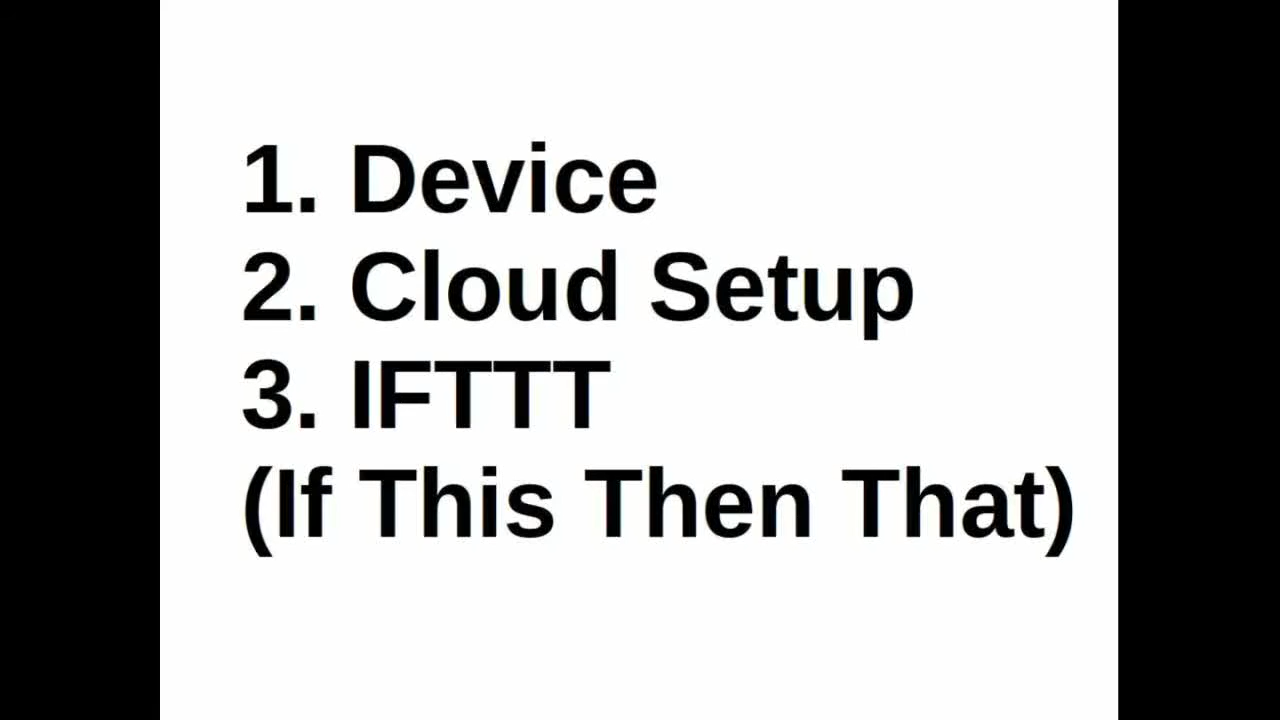 1. Device
2. Cloud Setup
3. IFTTT
(If This Then That)